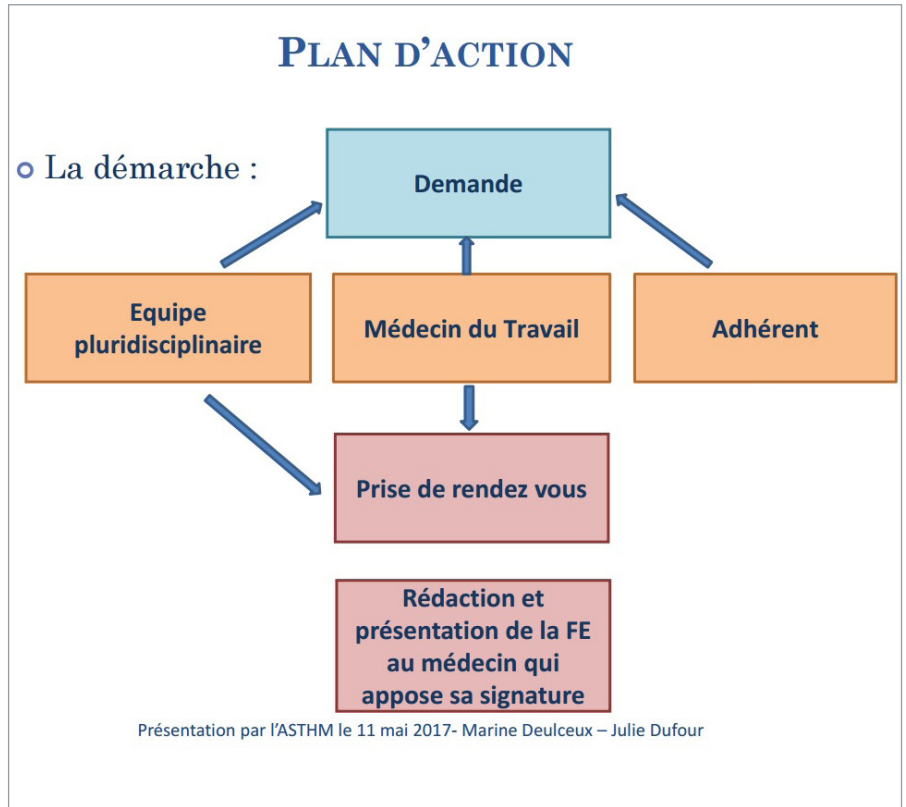 PLAN D'ACTION
La démarche :
Demande
Equipe
pluridisciplinaire
Médecin du Travail
Adhérent
Prise de rendez vous
Rédaction et
présentation de la FE
au médecin qui
appose sa signature
Présentation par l'ASTHM le 11 mai 2017- Marine Deulceux – Julie Dufour